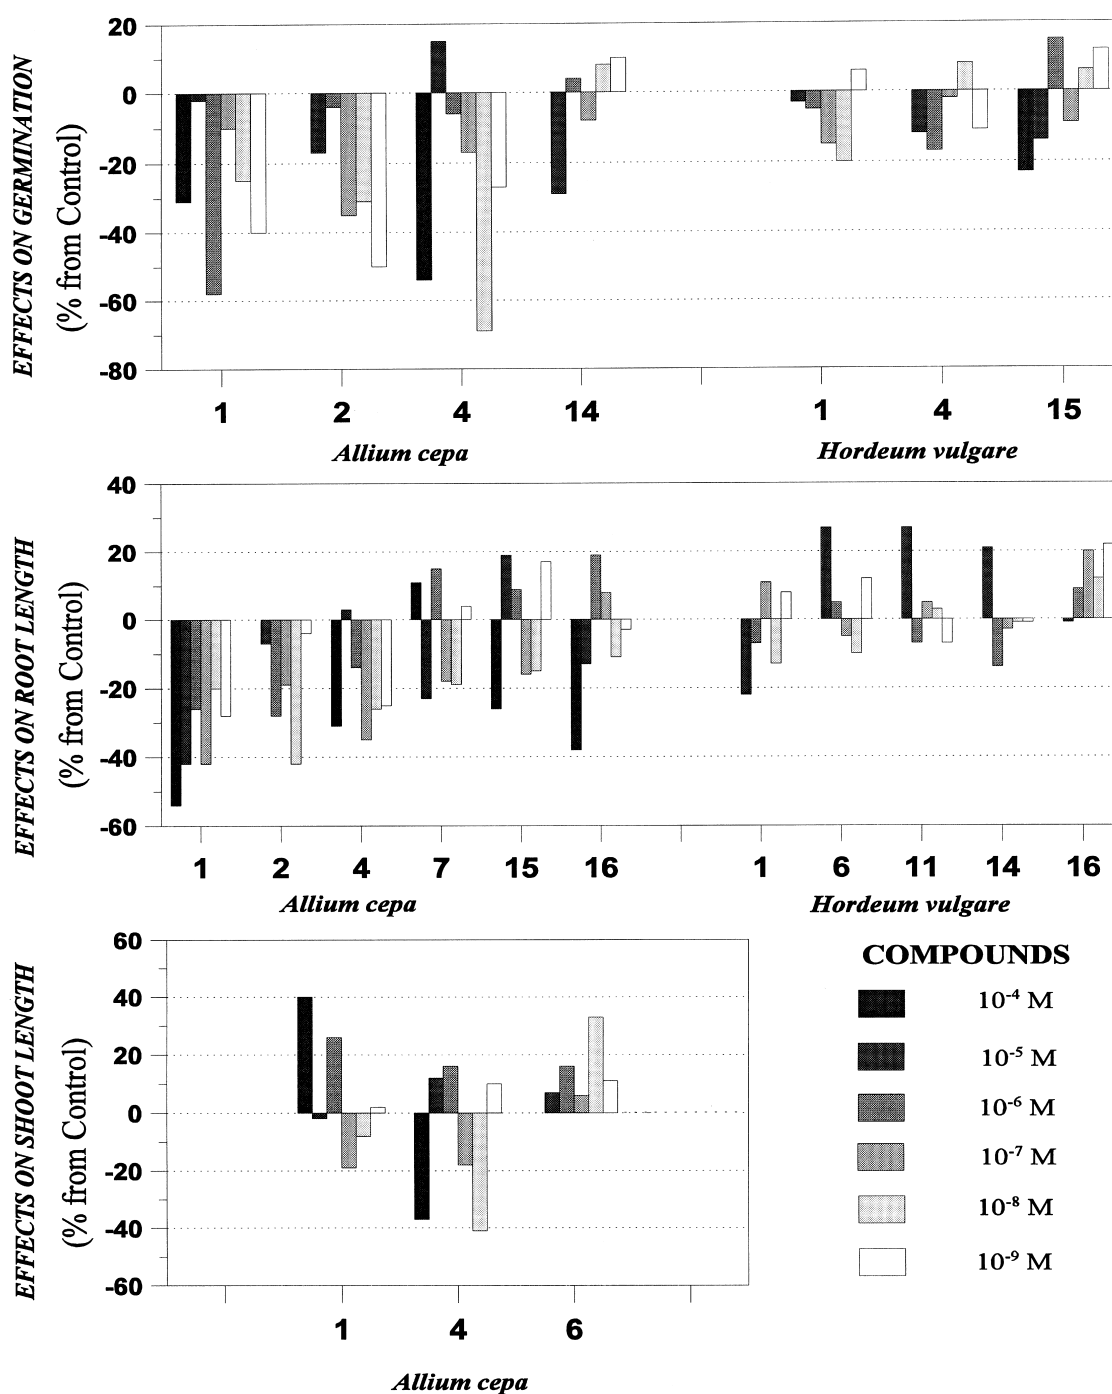 EFFECTS ON GERMINATION
(% from Control)
20
0
-20
-40
-60
-80
1 2 4 14 1 4 15
Allium cepa Hordeum vulgare
EFFECTS ON ROOT LENGTH
(% from Control)
40
20
0
-20
-40
-60
1 2 4 7 15 16 1 6 11 14 16
Allium cepa Hordeum vulgare
EFFECTS ON SHOOT LENGTH
(% from Control)
60
40
20
0
-20
-40
-60
1 4 6
Allium cepa
COMPOUNDS
10⁻⁴ M
10⁻⁵ M
10⁻⁶ M
10⁻⁷ M
10⁻⁸ M
10⁻⁹ M